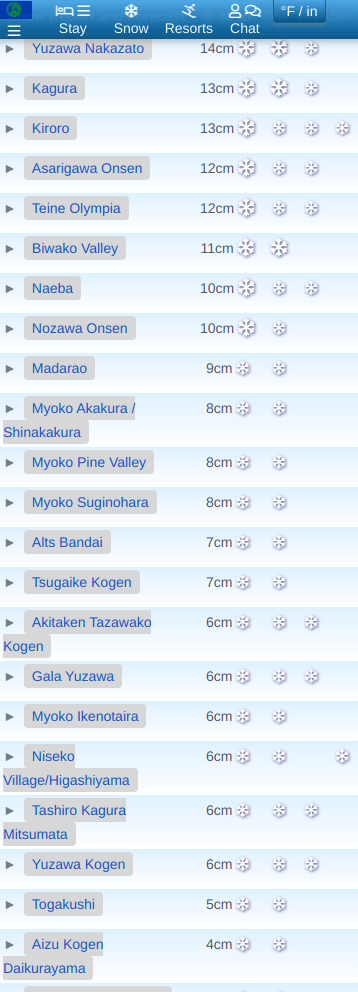 °F / in
Stay Snow Resorts Chat
Yuzawa Nakazato 14cm
Kagura 13cm
Kiroro 13cm
Asarigawa Onsen 12cm
Teine Olympia 12cm
Biwako Valley 11cm
Naeba 10cm
Nozawa Onsen 10cm
Madarao 9cm
Myoko Akakura / 8cm
Shinakakura
Myoko Pine Valley 8cm
Myoko Suginohara 8cm
Alts Bandai 7cm
Tsugaike Kogen 7cm
Akitaken Tazawako 6cm
Kogen
Gala Yuzawa 6cm
Myoko Ikenotaira 6cm
Niseko 6cm
Village/Higashiyama
Tashiro Kagura 6cm
Mitsumata
Yuzawa Kogen 6cm
Togakushi 5cm
Aizu Kogen 4cm
Daikurayama